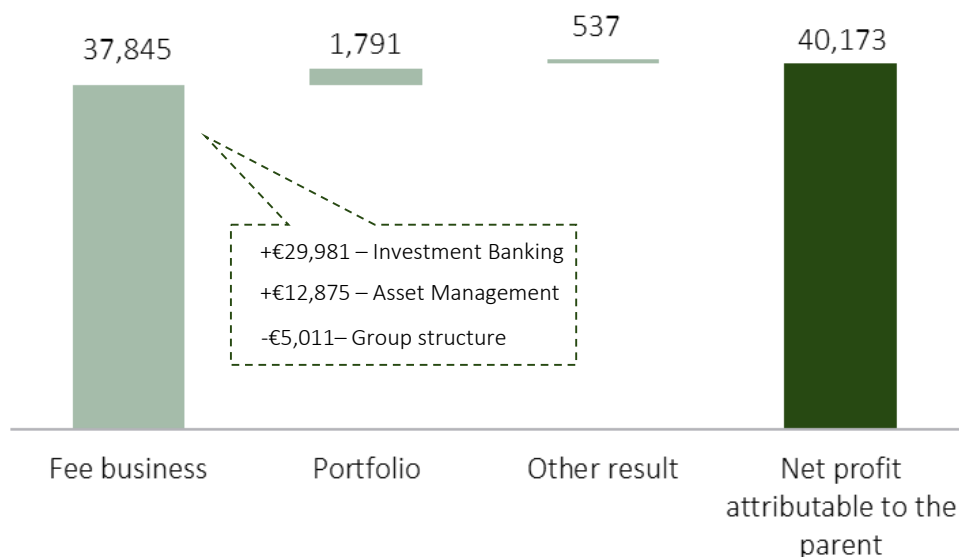 37,845
1,791
537
40,173
+€29,981 – Investment Banking
+€12,875 – Asset Management
-€5,011– Group structure
Fee business
Portfolio
Other result
Net profit
attributable to the
parent